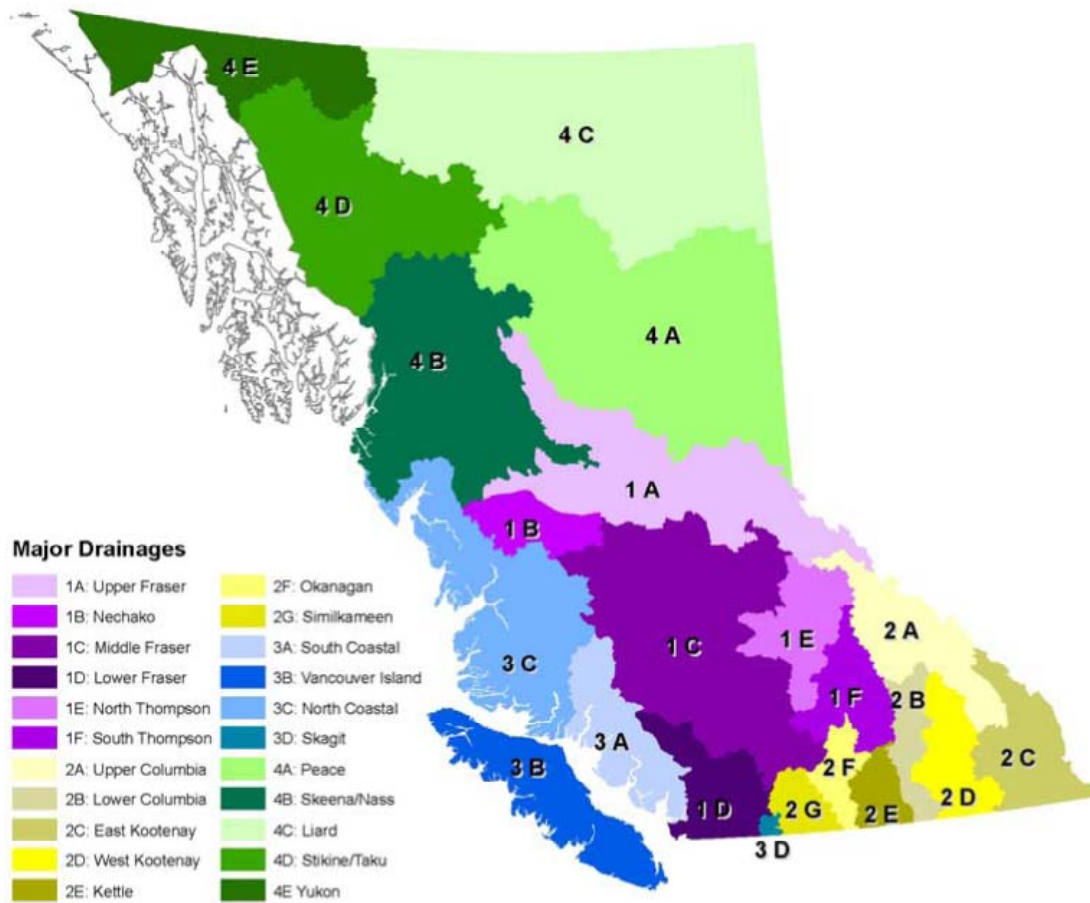 4 E
4 C
4 D
4 A
4 B
1 A
1 B
1 E
2 A
1 C
3 C
1 F
2 B
3 A
2 C
3 B
2 F
2 D
1 D
2 G
2 E
3 D
Major Drainages
1A: Upper Fraser
1B: Nechako
1C: Middle Fraser
1D: Lower Fraser
1E: North Thompson
1F: South Thompson
2A: Upper Columbia
2B: Lower Columbia
2C: East Kootenay
2D: West Kootenay
2E: Kettle
2F: Okanagan
2G: Similkameen
3A: South Coastal
3B: Vancouver Island
3C: North Coastal
3D: Skagit
4A: Peace
4B: Skeena/Nass
4C: Liard
4D: Stikine/Taku
4E Yukon